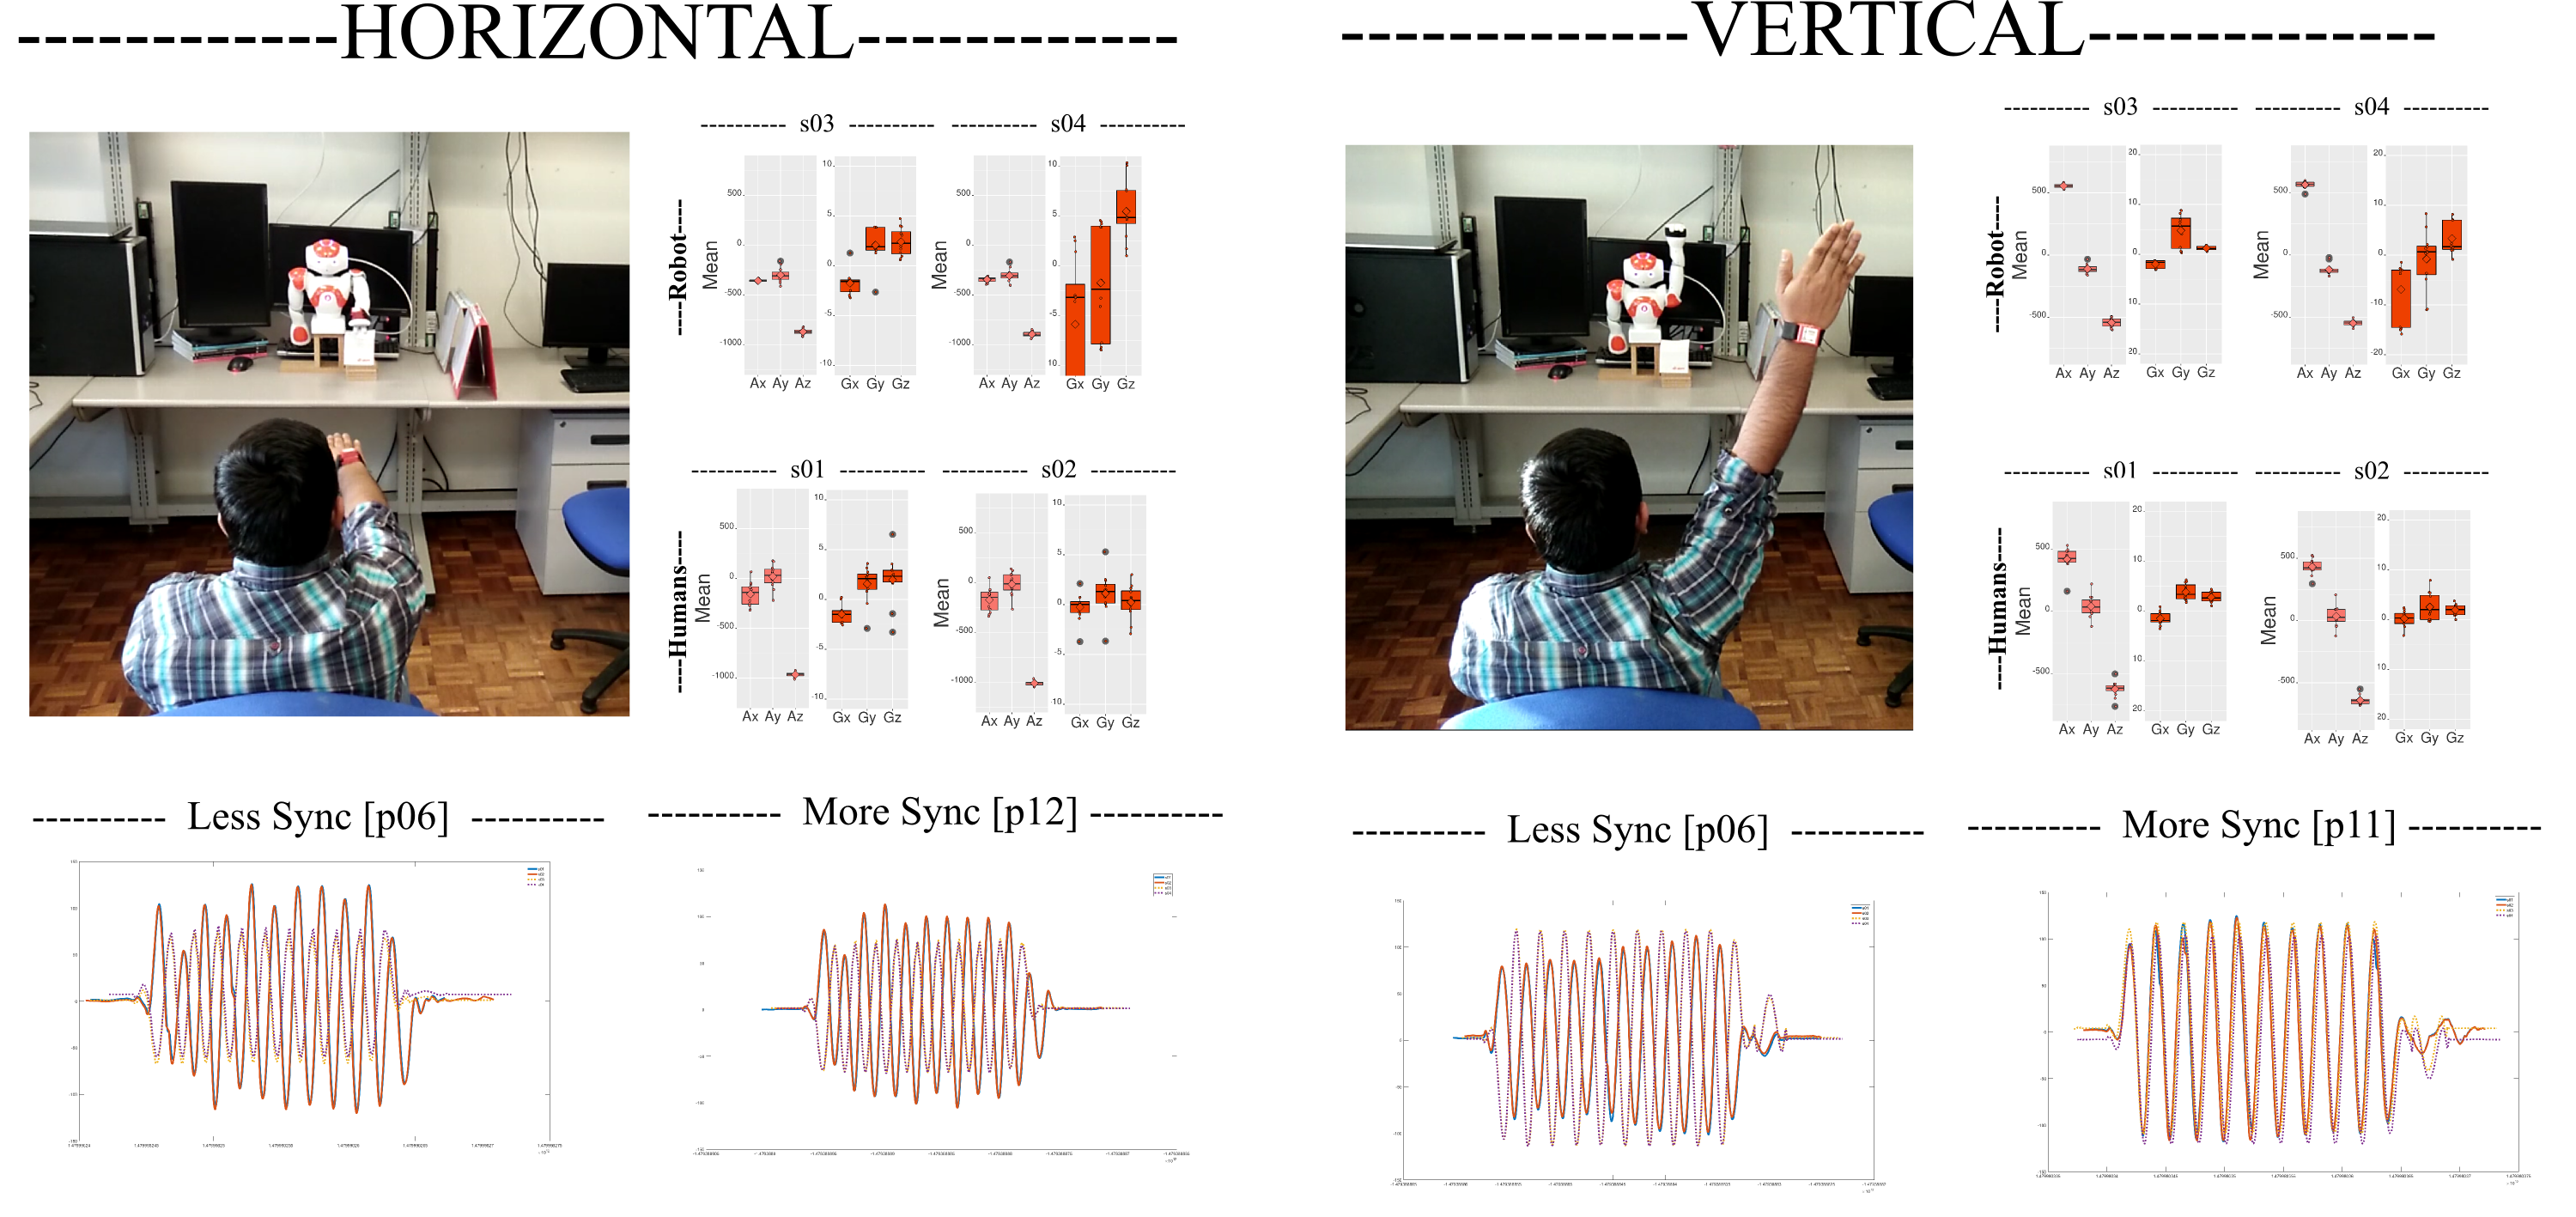 ------------HORIZONTAL------------
---------- s03 ----------
---------- s04 ----------
----Robot----
Mean
500
0
-500
-1000
Ax Ay Az
10
5
0
-5
-10
Gx Gy Gz
Mean
500
0
-500
-1000
Ax Ay Az
10
5
0
-5
10
Gx Gy Gz
---------- s01 ----------
---------- s02 ----------
----Humans----
Mean
500
0
-500
-1000
Ax Ay Az
10
5
0
-5
-10
Gx Gy Gz
Mean
500
0
-500
-1000
Ax Ay Az
10
5
0
-5
-10
Gx Gy Gz
---------- Less Sync [p06] ----------
---------- More Sync [p12] ----------
------------VERTICAL------------
---------- s03 ----------
---------- s04 ----------
----Robot----
Mean
500
0
-500
Ax Ay Az
20
10
0
10
20
Gx Gy Gz
Mean
500
0
-500
Ax Ay Az
20
10
0
-10
-20
Gx Gy Gz
---------- s01 ----------
---------- s02 ----------
----Humans----
Mean
500
0
-500
Ax Ay Az
20
10
0
10
20
Gx Gy Gz
Mean
500
0
-500
Ax Ay Az
20
10
0
10
20
Gx Gy Gz
---------- Less Sync [p06] ----------
---------- More Sync [p11] ----------